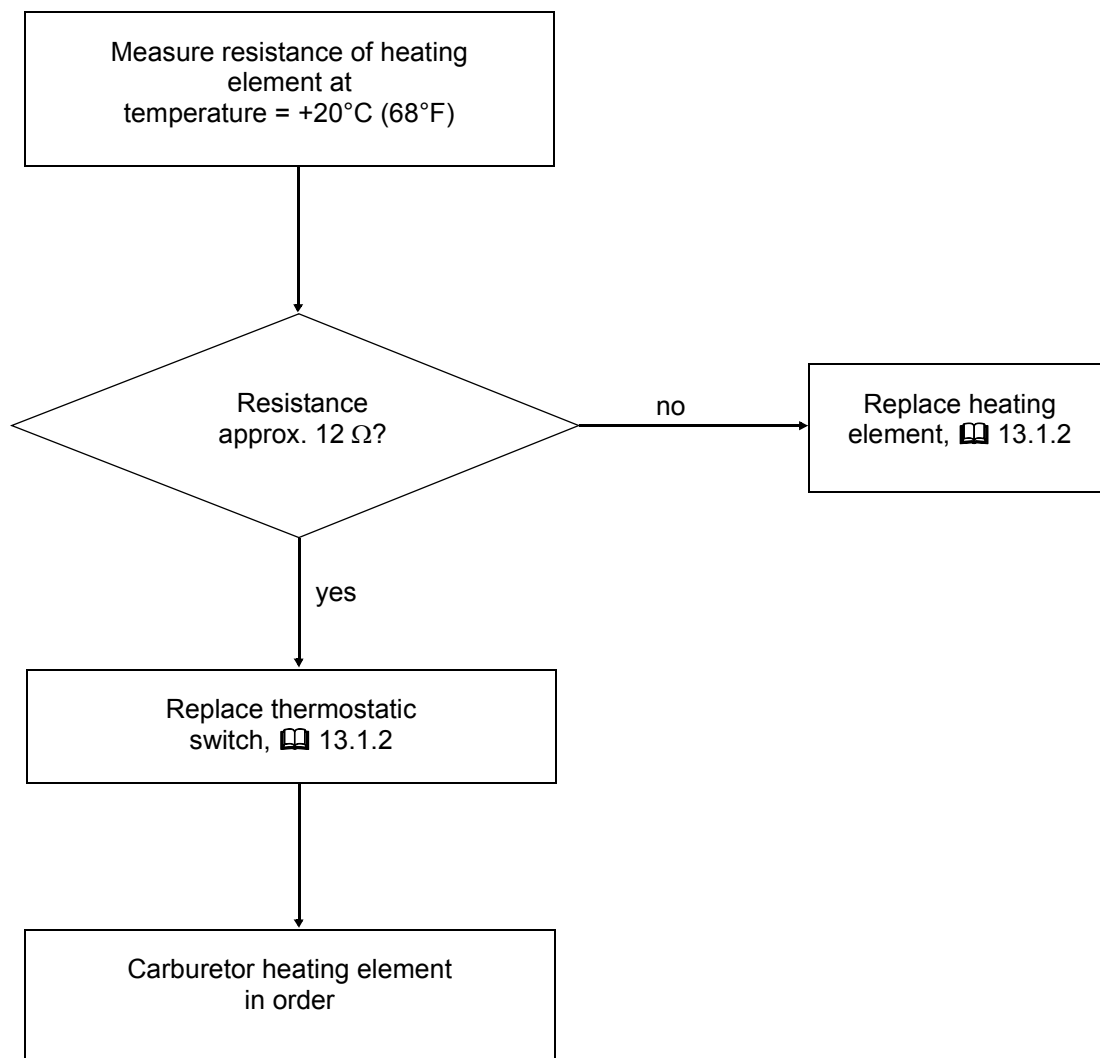 Measure resistance of heating
element at
temperature = +20°C (68°F)
Resistance
approx. 12 Ω?
no
Replace heating
element, 🕮 13.1.2
yes
Replace thermostatic
switch, 🕮 13.1.2
Carburetor heating element
in order